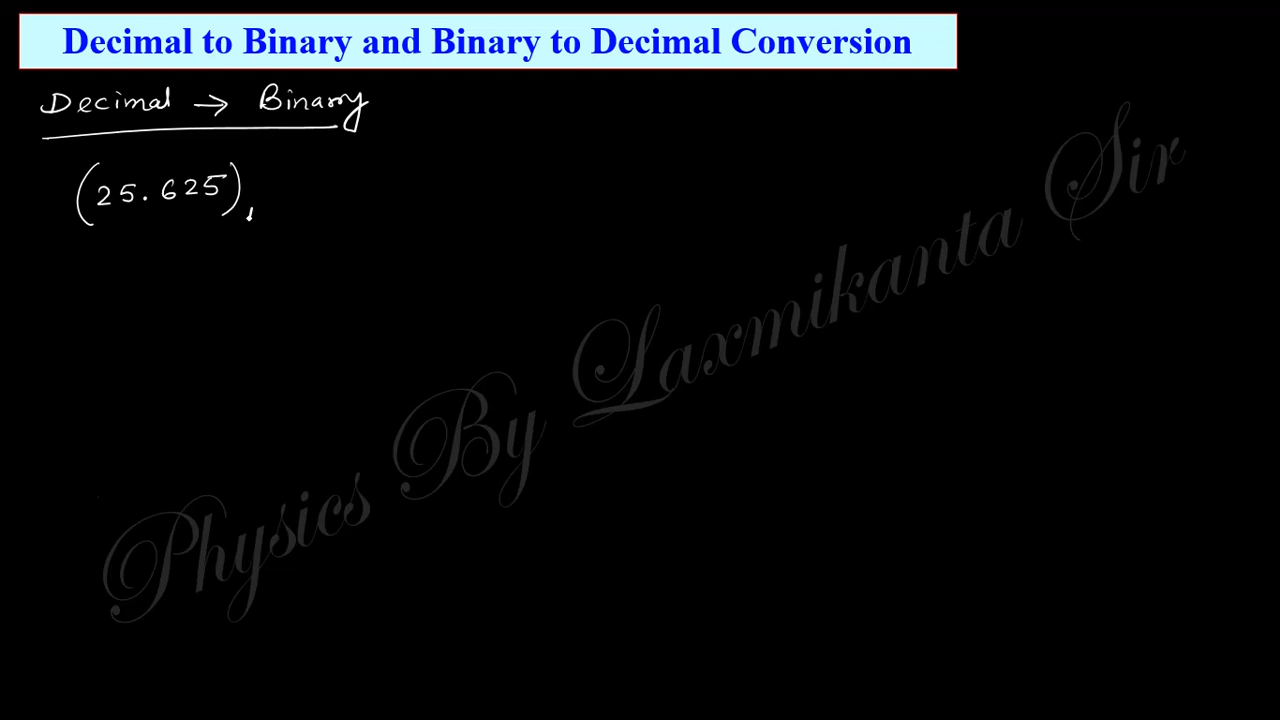 Decimal to Binary and Binary to Decimal Conversion
Decimal → Binary
(25.625)
Physics By Laxmikanta Sir